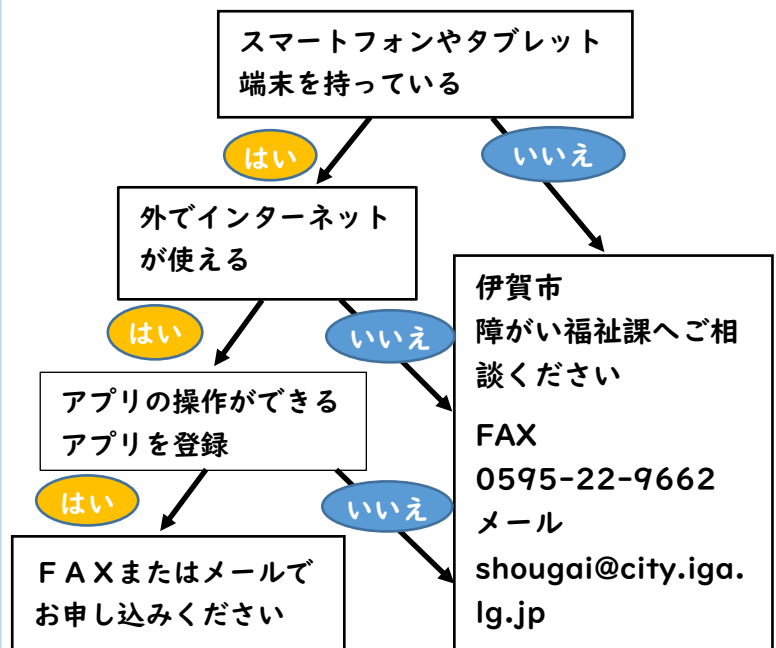 スマートフォンやタブレット
端末を持っている
はい
いいえ
外でインターネット
が使える
はい
いいえ
アプリの操作ができる
アプリを登録
はい
いいえ
ＦＡＸまたはメールで
お申し込みください
伊賀市
障がい福祉課へご相
談ください
FAX
0595-22-9662
メール
shougai@city.iga.
lg.jp